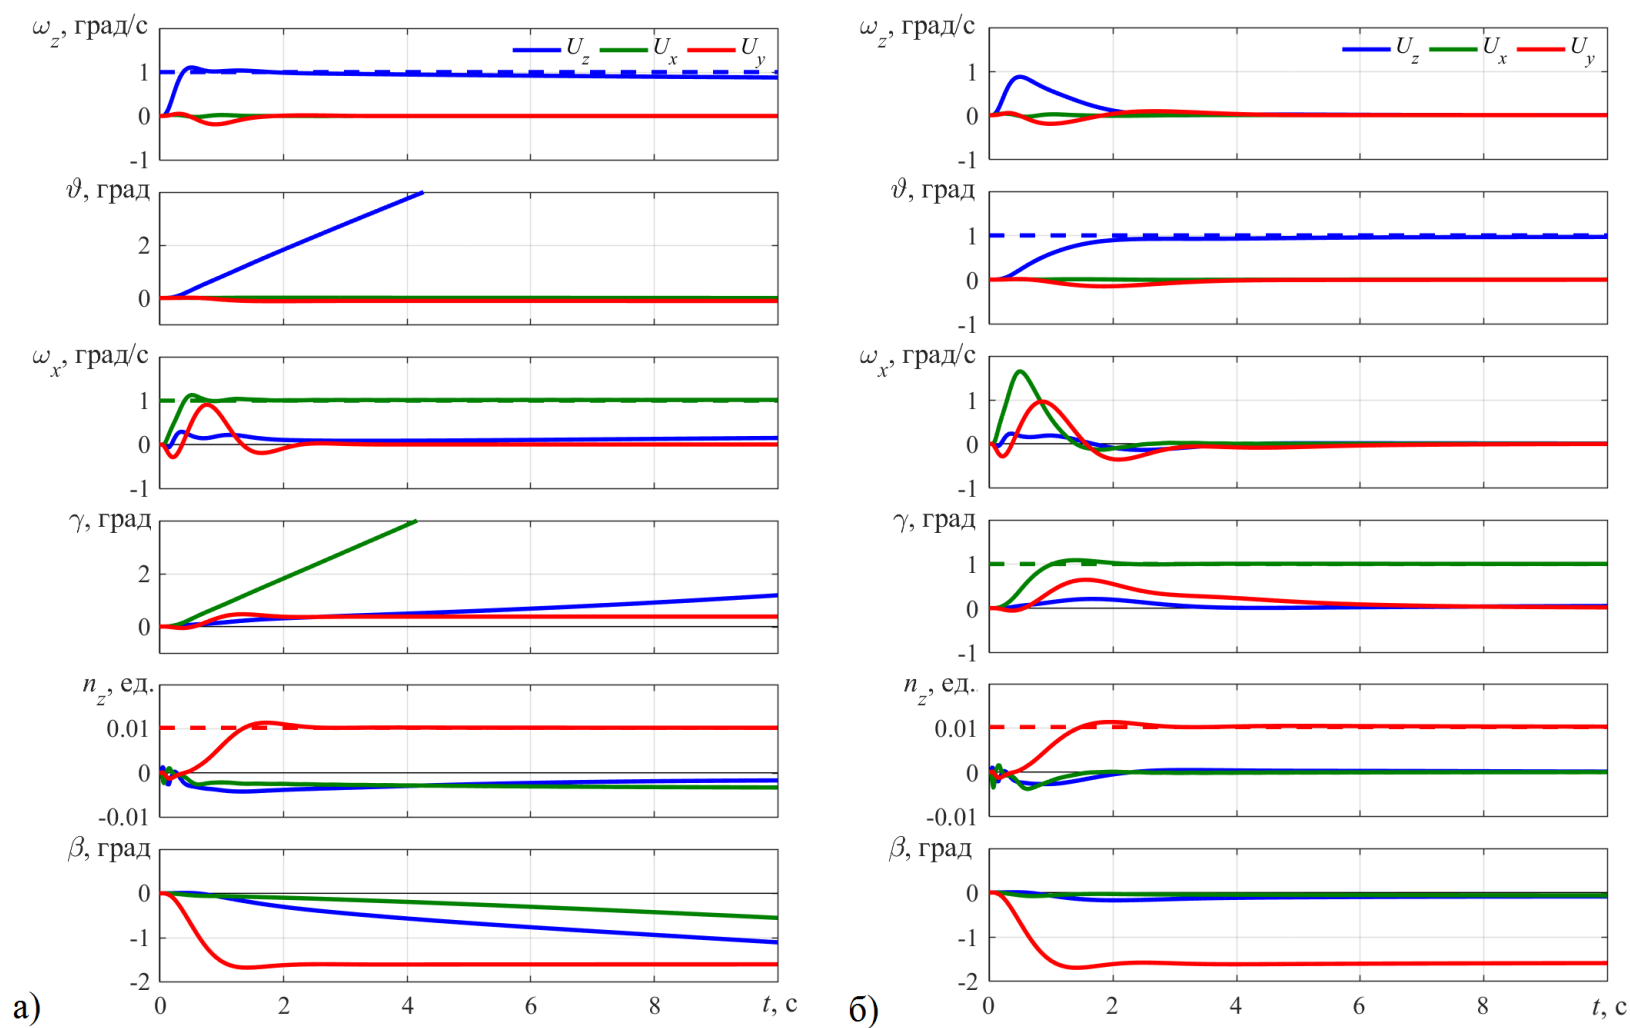 ω_z, град/с
2
1
0
-1
U_z U_x U_y
ϑ, град
2
0
ω_x, град/с
1
0
-1
γ, град
2
0
n_z, ед.
0.01
0
-0.01
β, град
0
-1
-2
0 2 4 6 8 t, с
а)
ω_z, град/с
2
1
0
-1
U_z U_x U_y
ϑ, град
1
0
-1
ω_x, град/с
1
0
-1
γ, град
1
0
-1
n_z, ед.
0.01
0
-0.01
β, град
0
-1
-2
0 2 4 6 8 t, с
б)